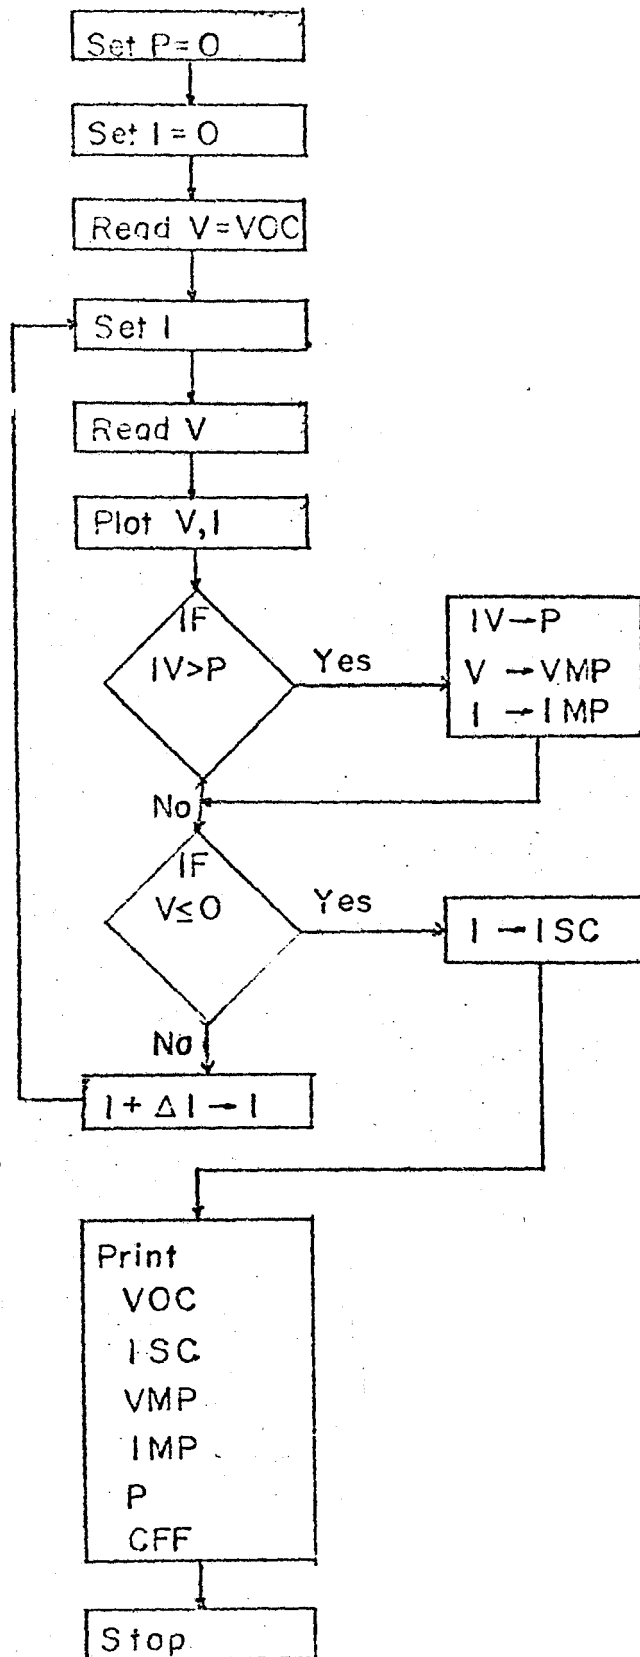 Set P=0
Set I=0
Read V=VOC
Set I
Read V
Plot V,I
IF
IV>P
Yes
IV→P
V →VMP
I →IMP
No
IF
V≤0
Yes
I →ISC
No
I+ΔI→I
Print
VOC
ISC
VMP
IMP
P
CFF
Stop